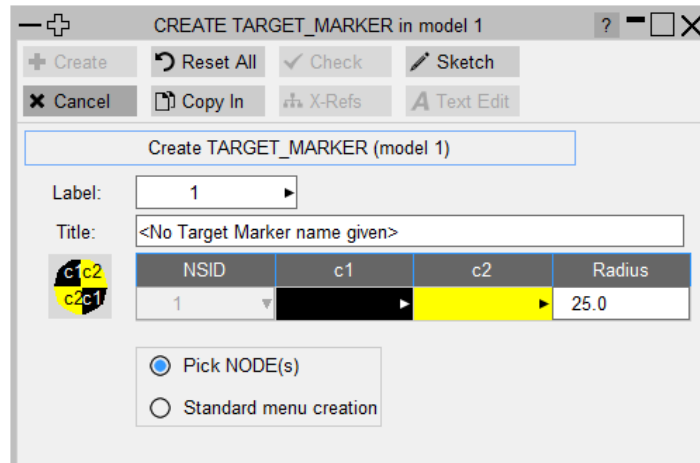 CREATE TARGET_MARKER in model 1 ?
Create Reset All Check Sketch
Cancel Copy In X-Refs A Text Edit
Create TARGET_MARKER (model 1)
Label: 1
Title: <No Target Marker name given>
c1 c2 NSID c1 c2 Radius
c2 c1 1 25.0
Pick NODE(s)
Standard menu creation